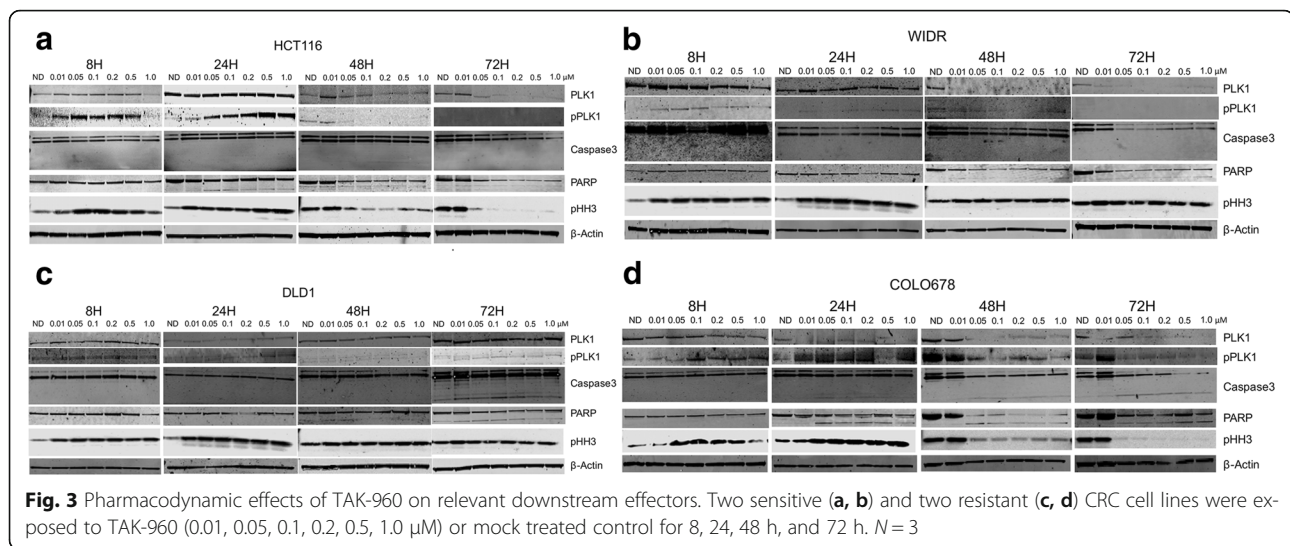 a
HCT116
8H 24H 48H 72H
ND 0.01 0.05 0.1 0.2 0.5 1.0 ND 0.01 0.05 0.1 0.2 0.5 1.0 ND 0.01 0.05 0.1 0.2 0.5 1.0 ND 0.01 0.05 0.1 0.2 0.5 1.0 µM
PLK1
pPLK1
Caspase3
PARP
pHH3
β-Actin
b
WIDR
8H 24H 48H 72H
ND 0.01 0.05 0.1 0.2 0.5 1.0 ND 0.01 0.05 0.1 0.2 0.5 1.0 ND 0.01 0.05 0.1 0.2 0.5 1.0 ND 0.01 0.05 0.1 0.2 0.5 1.0 µM
PLK1
pPLK1
Caspase3
PARP
pHH3
β-Actin
c
DLD1
8H 24H 48H 72H
ND 0.01 0.05 0.1 0.2 0.5 1.0 ND 0.01 0.05 0.1 0.2 0.5 1.0 ND 0.01 0.05 0.1 0.2 0.5 1.0 ND 0.01 0.05 0.1 0.2 0.5 1.0 µM
PLK1
pPLK1
Caspase3
PARP
pHH3
β-Actin
d
COLO678
8H 24H 48H 72H
ND 0.01 0.05 0.1 0.2 0.5 1.0 ND 0.01 0.05 0.1 0.2 0.5 1.0 ND 0.01 0.05 0.1 0.2 0.5 1.0 ND 0.01 0.05 0.1 0.2 0.5 1.0 µM
PLK1
pPLK1
Caspase3
PARP
pHH3
β-Actin
Fig. 3 Pharmacodynamic effects of TAK-960 on relevant downstream effectors. Two sensitive (a, b) and two resistant (c, d) CRC cell lines were ex-
posed to TAK-960 (0.01, 0.05, 0.1, 0.2, 0.5, 1.0 μM) or mock treated control for 8, 24, 48 h, and 72 h. N = 3